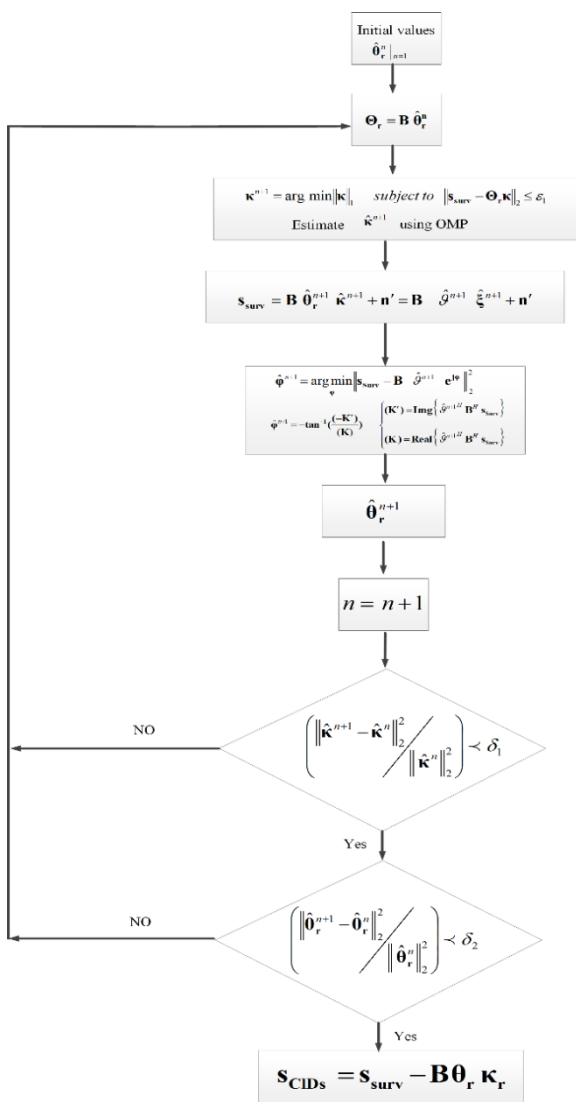 Initial values
θ̂ᵣⁿ|ₙ₌₁
Θᵣ = B θ̂ᵣⁿ
κⁿ⁺¹ = arg min‖κ‖₁ subject to ‖s_surv − Θᵣκ‖₂ ≤ ε₁
Estimate κ̂ⁿ⁺¹ using OMP
s_surv = B θ̂ᵣⁿ⁺¹ κ̂ⁿ⁺¹ + n′ = B ϑ̂ⁿ⁺¹ ξ̂ⁿ⁺¹ + n′
φ̂ⁿ⁺¹ = arg min_φ ‖s_surv − B ϑ̂ⁿ⁺¹ e^{jφ}‖₂²
φ̂ⁿ⁺¹ = −tan⁻¹((−K′)/(K)) { (K′) = Img{ϑ̂ⁿ⁺¹ᴴ Bᴴ s_surv}
(K) = Real{ϑ̂ⁿ⁺¹ᴴ Bᴴ s_surv}
θ̂ᵣⁿ⁺¹
n = n + 1
NO
(‖κ̂ⁿ⁺¹ − κ̂ⁿ‖₂² / ‖κ̂ⁿ‖₂²) ≺ δ₁
Yes
NO
(‖θ̂ᵣⁿ⁺¹ − θ̂ᵣⁿ‖₂² / ‖θ̂ᵣⁿ‖₂²) ≺ δ₂
Yes
s_CIDs = s_surv − Bθᵣ κᵣ